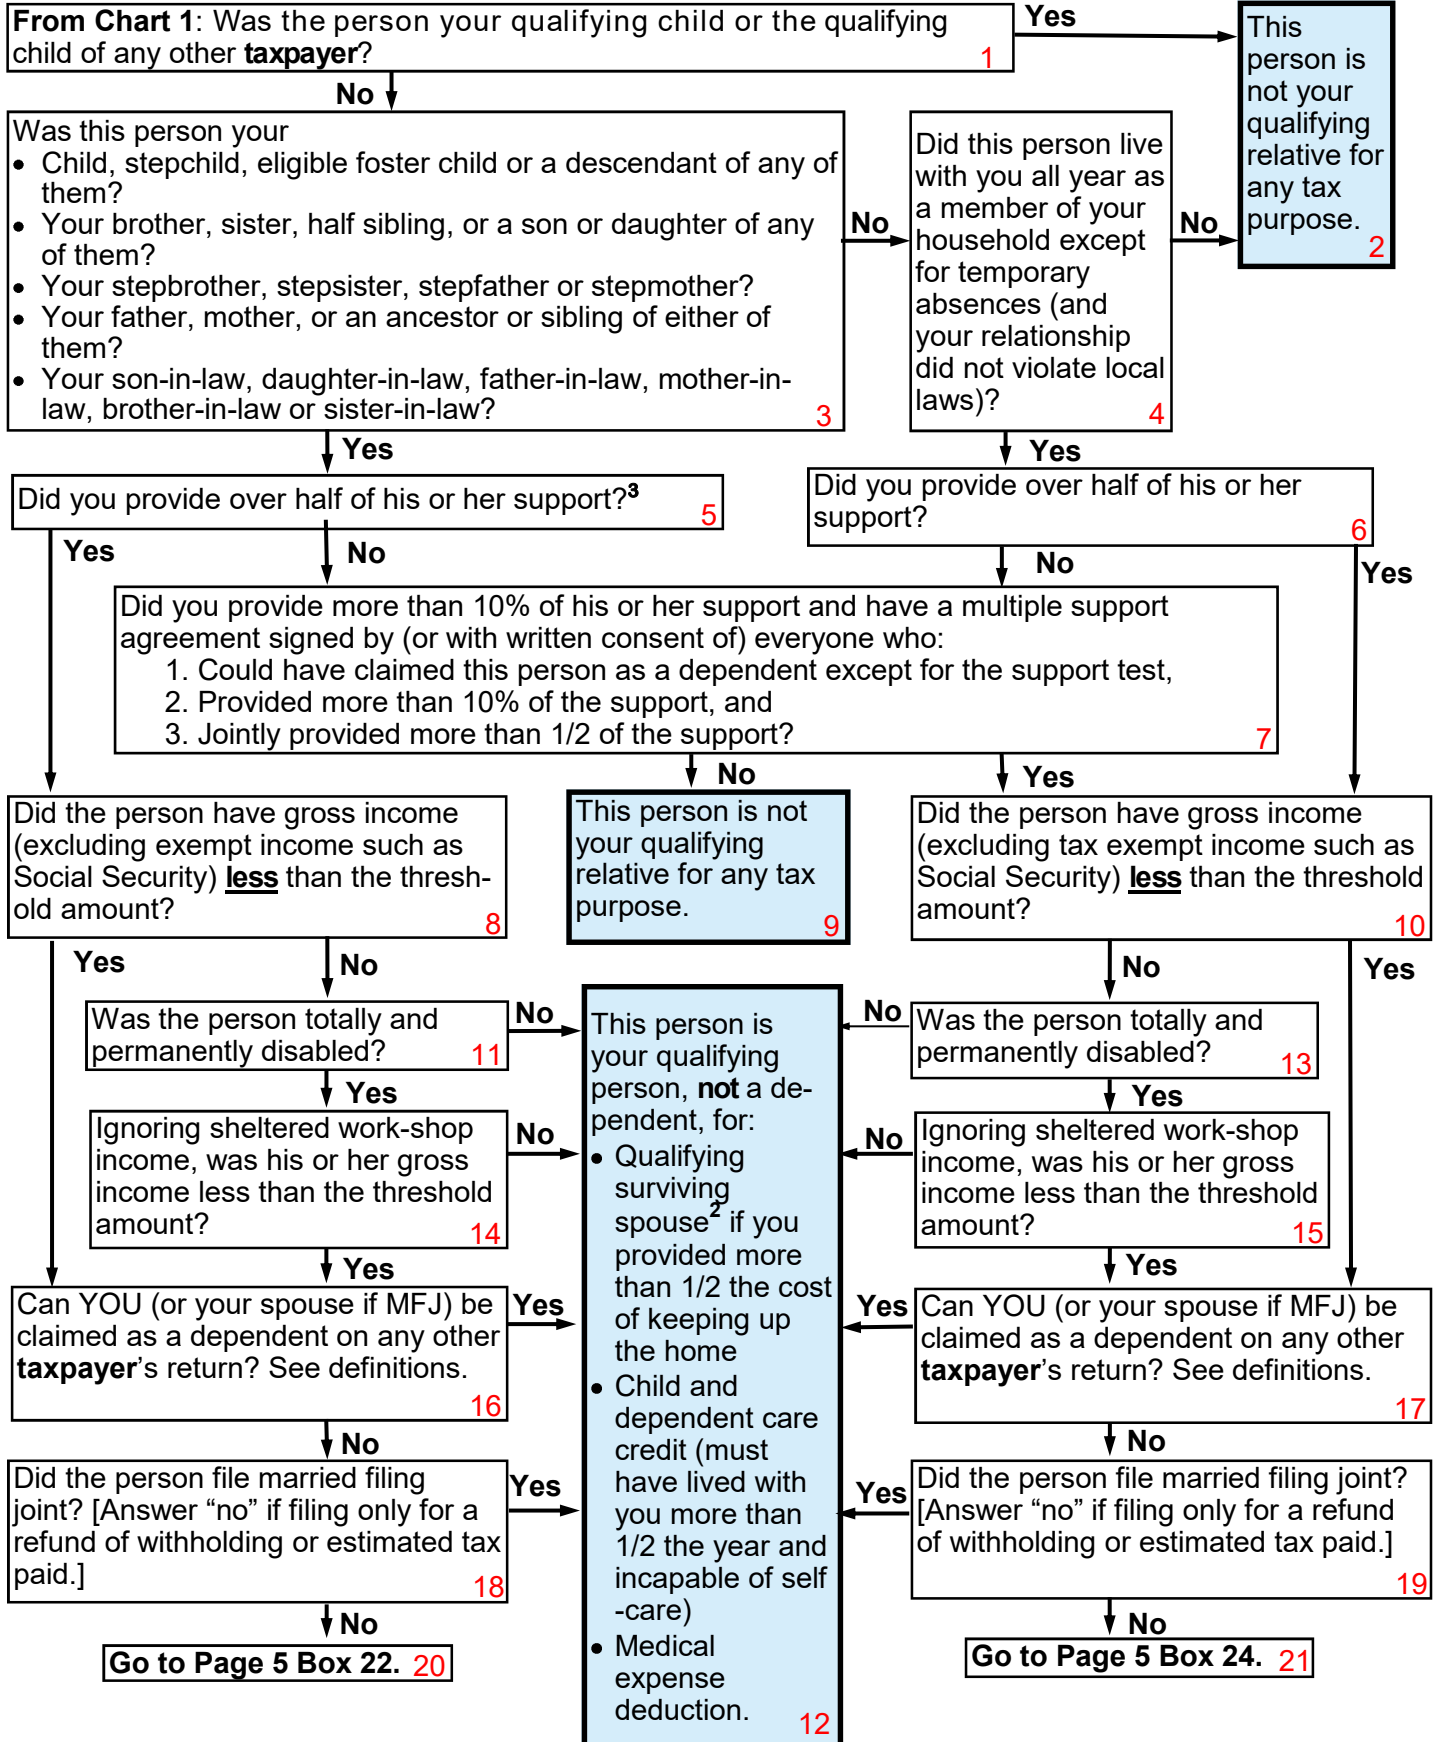 From Chart 1: Was the person your qualifying child or the qualifying
child of any other taxpayer?
1
Yes
This
person is
not your
qualifying
relative for
any tax
purpose.
2
No
Was this person your
• Child, stepchild, eligible foster child or a descendant of any of
them?
• Your brother, sister, half sibling, or a son or daughter of any
of them?
• Your stepbrother, stepsister, stepfather or stepmother?
• Your father, mother, or an ancestor or sibling of either of
them?
• Your son-in-law, daughter-in-law, father-in-law, mother-in-
law, brother-in-law or sister-in-law?
3
No
Did this person live
with you all year as
a member of your
household except
for temporary
absences (and
your relationship
did not violate local
laws)?
4
No
Yes
Yes
Did you provide over half of his or her support?3
5
Did you provide over half of his or her
support?
6
Yes
No
No
Yes
Did you provide more than 10% of his or her support and have a multiple support
agreement signed by (or with written consent of) everyone who:
1. Could have claimed this person as a dependent except for the support test,
2. Provided more than 10% of the support, and
3. Jointly provided more than 1/2 of the support?
7
No
Yes
Did the person have gross income
(excluding exempt income such as
Social Security) less than the thresh-
old amount?
8
This person is not
your qualifying
relative for any tax
purpose.
9
Did the person have gross income
(excluding tax exempt income such as
Social Security) less than the threshold
amount?
10
Yes
No
No
Yes
Was the person totally and
permanently disabled?
11
No
This person is
your qualifying
person, not a de-
pendent, for:
• Qualifying
surviving
spouse2 if you
provided more
than 1/2 the cost
of keeping up
the home
• Child and
dependent care
credit (must
have lived with
you more than
1/2 the year and
incapable of self
-care)
• Medical
expense
deduction.
12
No
Was the person totally and
permanently disabled?
13
Yes
Yes
Ignoring sheltered work-shop
income, was his or her gross
income less than the threshold
amount?
14
No
No
Ignoring sheltered work-shop
income, was his or her gross
income less than the threshold
amount?
15
Yes
Yes
Can YOU (or your spouse if MFJ) be
claimed as a dependent on any other
taxpayer's return? See definitions.
16
Yes
Yes
Can YOU (or your spouse if MFJ) be
claimed as a dependent on any other
taxpayer's return? See definitions.
17
No
No
Did the person file married filing
joint? [Answer “no” if filing only for a
refund of withholding or estimated tax
paid.]
18
Yes
Yes
Did the person file married filing joint?
[Answer “no” if filing only for a refund
of withholding or estimated tax paid.]
19
No
No
Go to Page 5 Box 22. 20
Go to Page 5 Box 24. 21